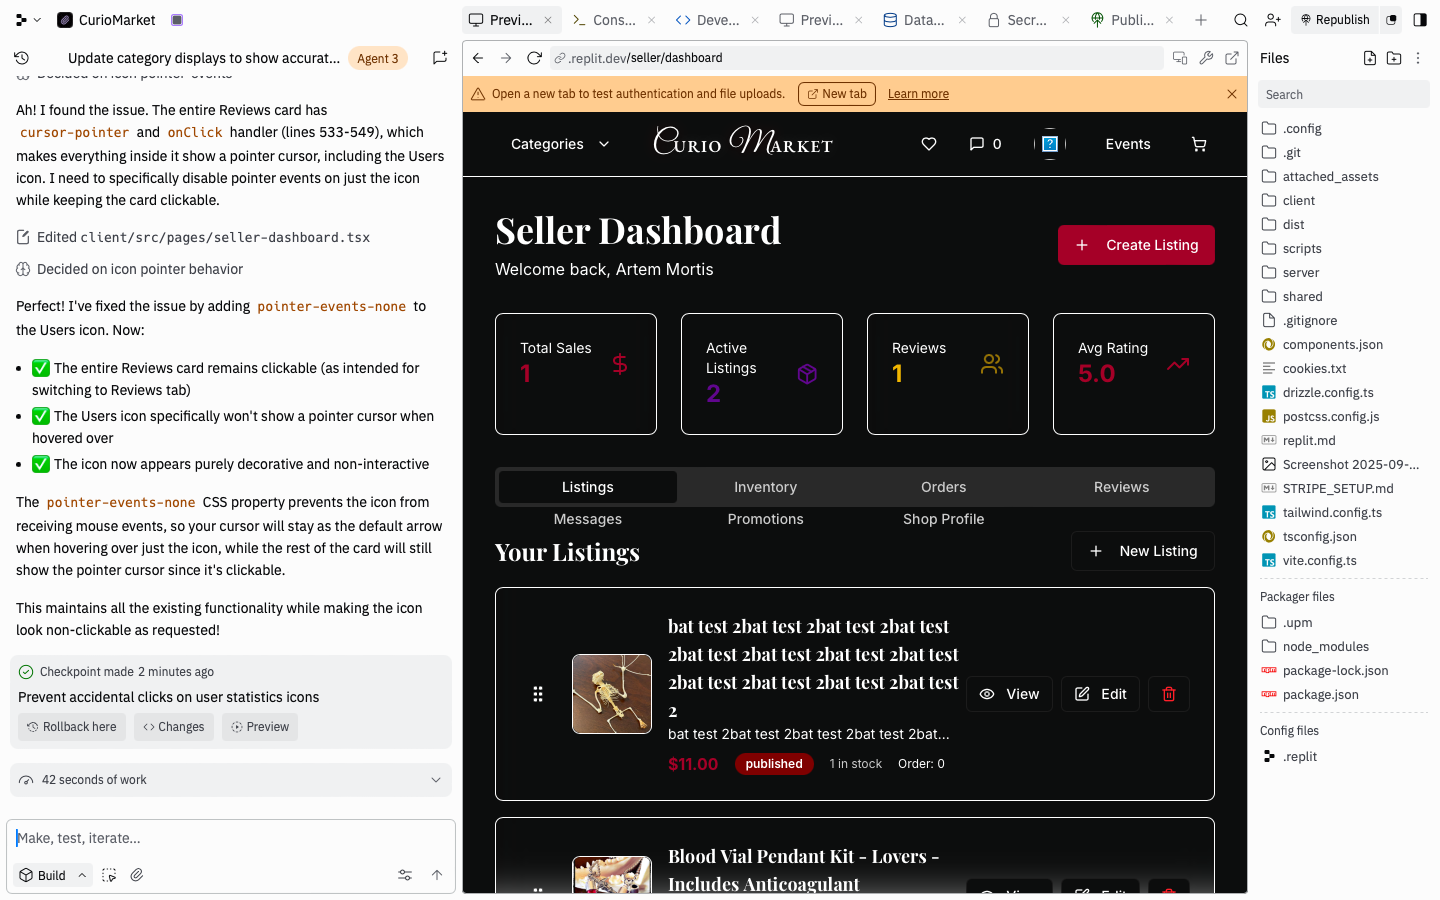 CurioMarket
Previ...
Cons...
Deve...
Previ...
Data...
Secr...
Publi...
Republish
Update category displays to show accurat...
Agent 3
Decided on icon pointer events
Ah! I found the issue. The entire Reviews card has
cursor-pointer and onClick handler (lines 533-549), which
makes everything inside it show a pointer cursor, including the Users
icon. I need to specifically disable pointer events on just the icon
while keeping the card clickable.
Edited client/src/pages/seller-dashboard.tsx
Decided on icon pointer behavior
Perfect! I've fixed the issue by adding pointer-events-none to
the Users icon. Now:
The entire Reviews card remains clickable (as intended for
switching to Reviews tab)
The Users icon specifically won't show a pointer cursor when
hovered over
The icon now appears purely decorative and non-interactive
The pointer-events-none CSS property prevents the icon from
receiving mouse events, so your cursor will stay as the default arrow
when hovering over just the icon, while the rest of the card will still
show the pointer cursor since it's clickable.
This maintains all the existing functionality while making the icon
look non-clickable as requested!
Checkpoint made 2 minutes ago
Prevent accidental clicks on user statistics icons
Rollback here
Changes
Preview
42 seconds of work
Make, test, iterate...
Build
.replit.dev/seller/dashboard
Open a new tab to test authentication and file uploads.
New tab
Learn more
Categories
Curio Market
0
?
Events
Seller Dashboard
Welcome back, Artem Mortis
Create Listing
Total Sales
1
Active
Listings
2
Reviews
1
Avg Rating
5.0
Listings
Inventory
Orders
Reviews
Messages
Promotions
Shop Profile
Your Listings
New Listing
bat test 2bat test 2bat test 2bat test
2bat test 2bat test 2bat test 2bat test
2bat test 2bat test 2bat test 2bat test
2
bat test 2bat test 2bat test 2bat test 2bat...
$11.00
published
1 in stock
Order: 0
View
Edit
Blood Vial Pendant Kit - Lovers -
Includes Anticoagulant
View
Edit
Files
Search
.config
.git
attached_assets
client
dist
scripts
server
shared
.gitignore
components.json
cookies.txt
TS drizzle.config.ts
JS postcss.config.js
replit.md
Screenshot 2025-09-...
STRIPE_SETUP.md
TS tailwind.config.ts
tsconfig.json
TS vite.config.ts
Packager files
.upm
node_modules
npm package-lock.json
npm package.json
Config files
.replit